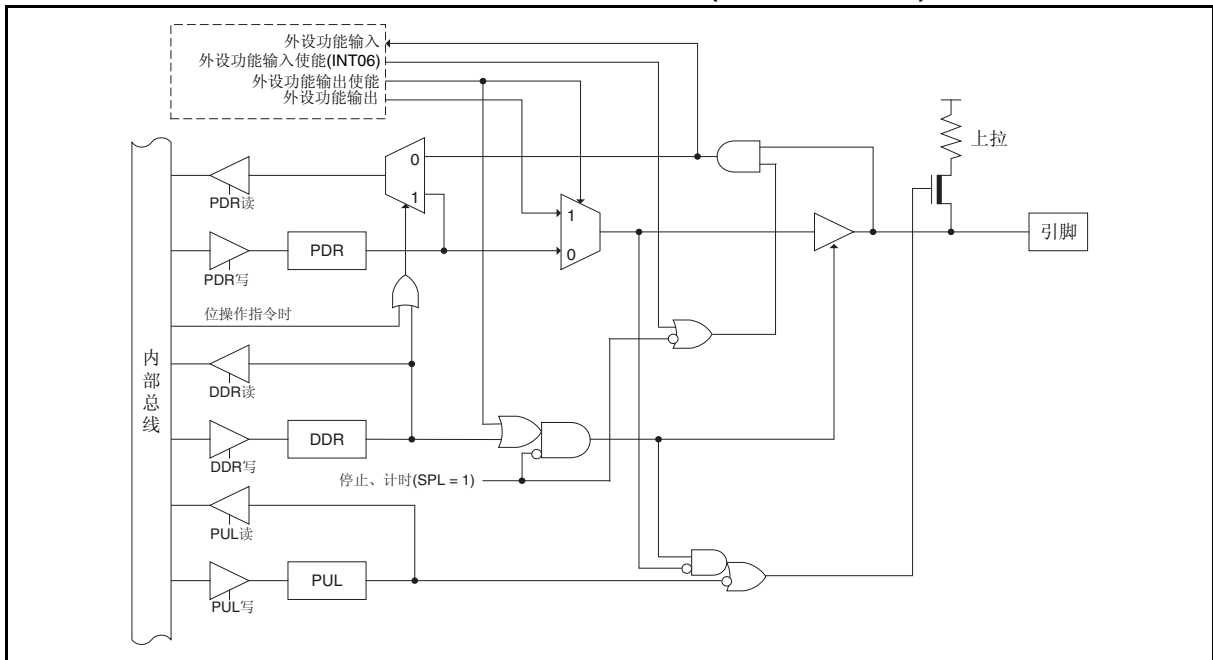 外设功能输入
外设功能输入使能(INT06)
外设功能输出使能
外设功能输出
上拉
0
1
PDR读
1
0
引脚
PDR
PDR写
位操作指令时
内部总线
DDR读
DDR
DDR写
停止、计时(SPL = 1)
PUL读
PUL
PUL写